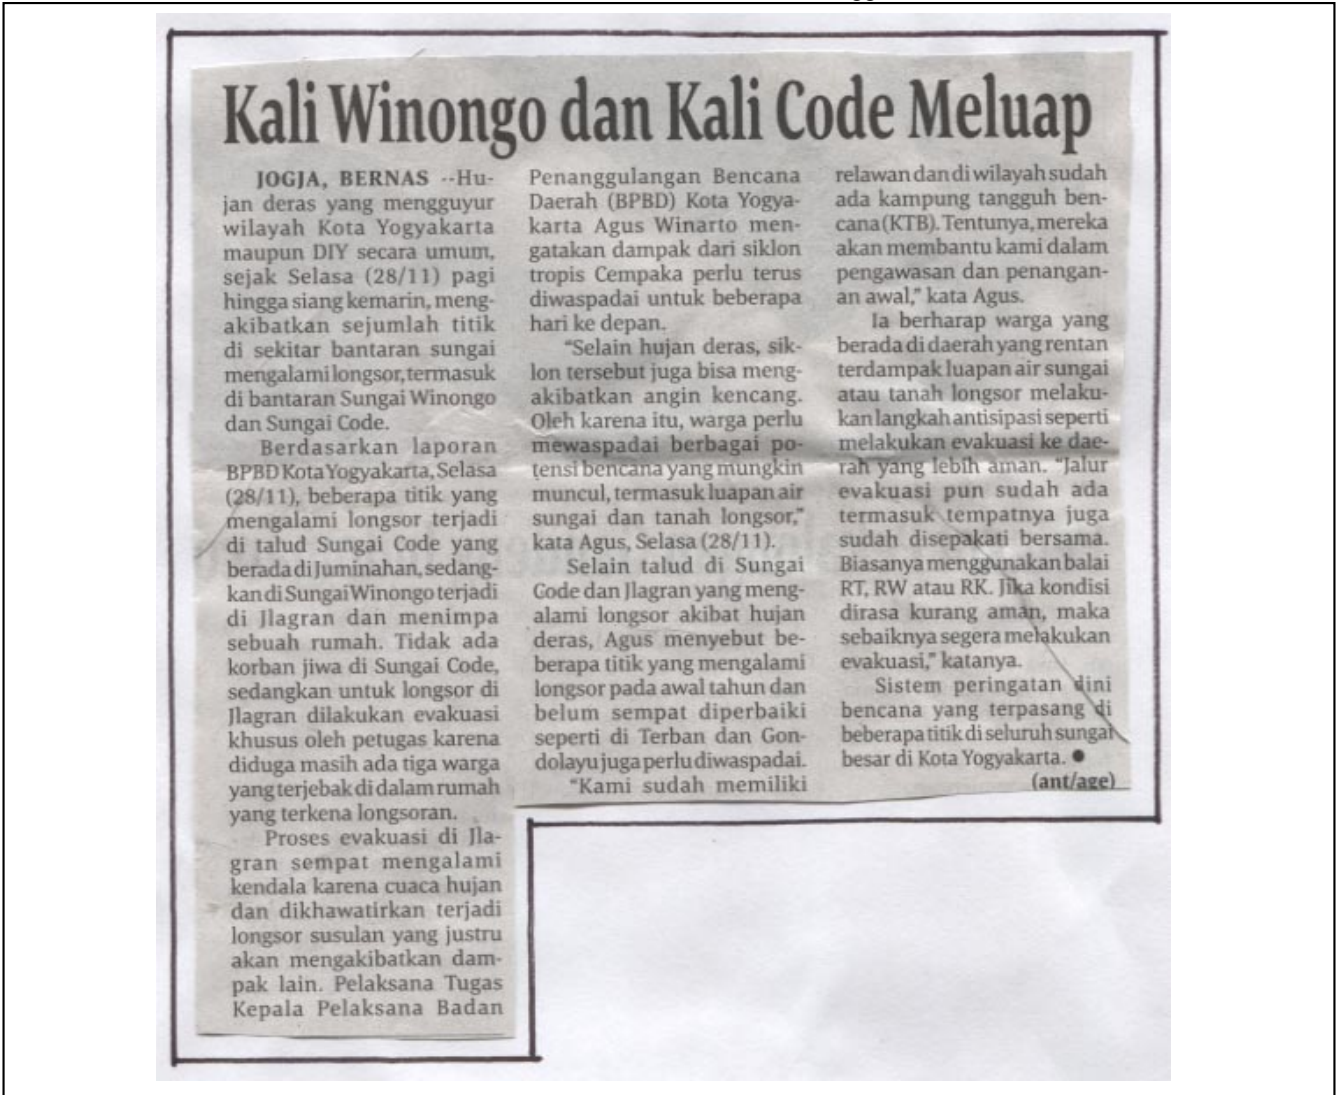 Kali Winongo dan Kali Code Meluap
JOGJA, BERNAS --Hu-
jan deras yang mengguyur
wilayah Kota Yogyakarta
maupun DIY secara umum,
sejak Selasa (28/11) pagi
hingga siang kemarin, meng-
akibatkan sejumlah titik
di sekitar bantaran sungai
mengalami longsor, termasuk
di bantaran Sungai Winongo
dan Sungai Code.
Berdasarkan laporan
BPBD Kota Yogyakarta, Selasa
(28/11), beberapa titik yang
mengalami longsor terjadi
di talud Sungai Code yang
berada di Juminahan, sedang-
kan di Sungai Winongo terjadi
di Jlagran dan menimpa
sebuah rumah. Tidak ada
korban jiwa di Sungai Code,
sedangkan untuk longsor di
Jlagran dilakukan evakuasi
khusus oleh petugas karena
diduga masih ada tiga warga
yang terjebak di dalam rumah
yang terkena longsoran.
Proses evakuasi di Jla-
gran sempat mengalami
kendala karena cuaca hujan
dan dikhawatirkan terjadi
longsor susulan yang justru
akan mengakibatkan dam-
pak lain. Pelaksana Tugas
Kepala Pelaksana Badan
Penanggulangan Bencana
Daerah (BPBD) Kota Yogya-
karta Agus Winarto men-
gatakan dampak dari siklon
tropis Cempaka perlu terus
diwaspadai untuk beberapa
hari ke depan.
"Selain hujan deras, sik-
lon tersebut juga bisa meng-
akibatkan angin kencang.
Oleh karena itu, warga perlu
mewaspadai berbagai po-
tensi bencana yang mungkin
muncul, termasuk luapan air
sungai dan tanah longsor,"
kata Agus, Selasa (28/11).
Selain talud di Sungai
Code dan Jlagran yang meng-
alami longsor akibat hujan
deras, Agus menyebut be-
berapa titik yang mengalami
longsor pada awal tahun dan
belum sempat diperbaiki
seperti di Terban dan Gon-
dolayu juga perlu diwaspadai.
"Kami sudah memiliki
relawan dan di wilayah sudah
ada kampung tangguh ben-
cana (KTB). Tentunya, mereka
akan membantu kami dalam
pengawasan dan penangan-
an awal," kata Agus.
Ia berharap warga yang
berada di daerah yang rentan
terdampak luapan air sungai
atau tanah longsor melaku-
kan langkah antisipasi seperti
melakukan evakuasi ke dae-
rah yang lebih aman. "Jalur
evakuasi pun sudah ada
termasuk tempatnya juga
sudah disepakati bersama.
Biasanya menggunakan balai
RT, RW atau RK. Jika kondisi
dirasa kurang aman, maka
sebaiknya segera melakukan
evakuasi," katanya.
Sistem peringatan dini
bencana yang terpasang di
beberapa titik di seluruh sungai
besar di Kota Yogyakarta. ●
(ant/age)